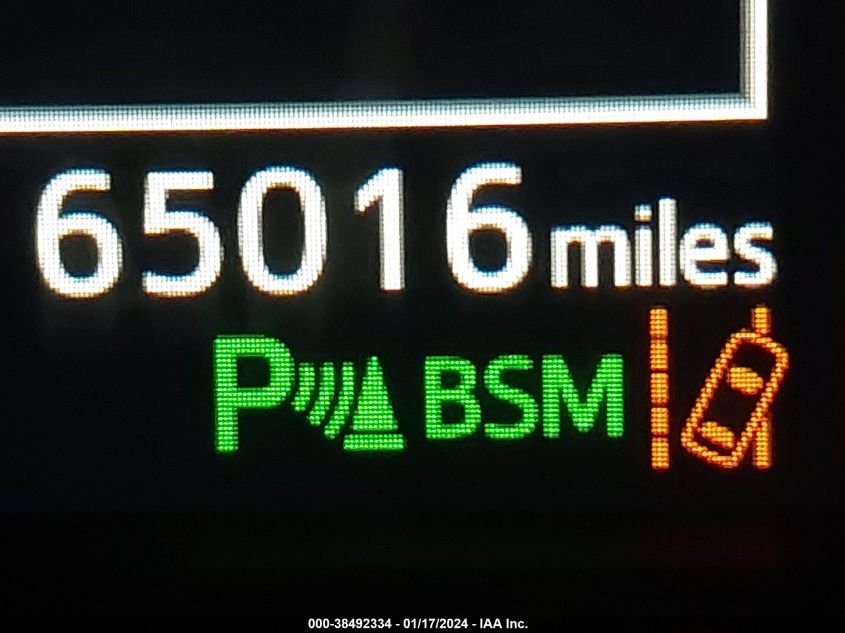 65016 miles
P BSM
000-38492334 - 01/17/2024 - IAA Inc.